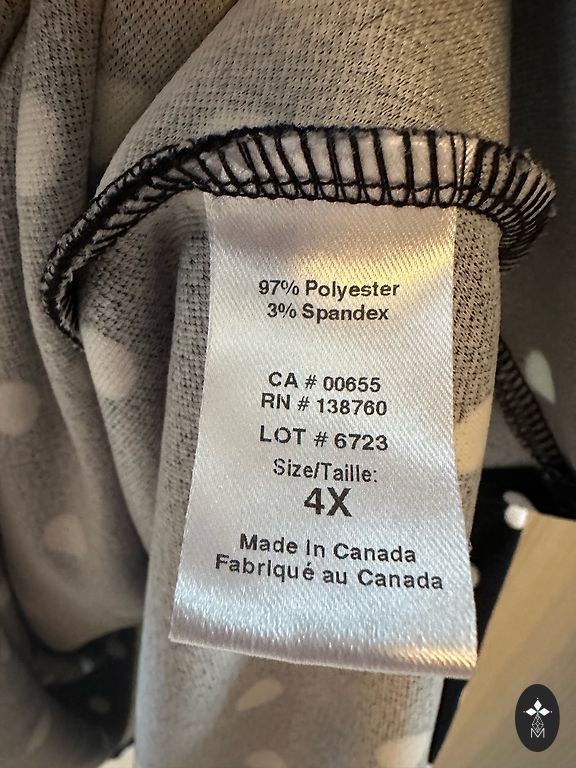 97% Polyester
3% Spandex
CA # 00655
RN # 138760
LOT # 6723
Size/Taille:
4X
Made In Canada
Fabriqué au Canada
M